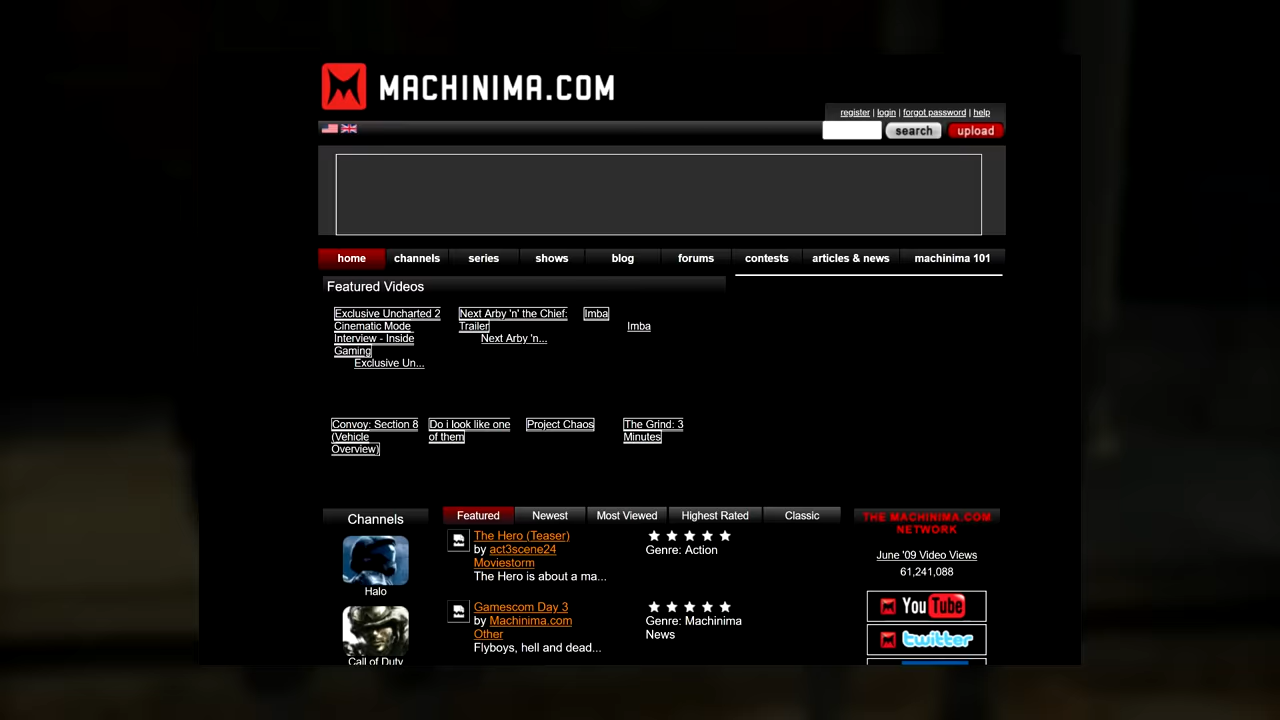 MACHINIMA.COM
register | login | forgot password | help
search
upload
home
channels
series
shows
blog
forums
contests
articles & news
machinima 101
Featured Videos
Exclusive Uncharted 2
Cinematic Mode
Interview - Inside
Gaming
Exclusive Un...
Next Arby 'n' the Chief:
Trailer
Next Arby 'n...
Imba
Imba
Convoy: Section 8
(Vehicle
Overview)
Do i look like one
of them
Project Chaos
The Grind: 3
Minutes
Channels
Halo
Call of Duty
Featured
Newest
Most Viewed
Highest Rated
Classic
The Hero (Teaser)
by act3scene24
Moviestorm
The Hero is about a ma...
Genre: Action
Gamescom Day 3
by Machinima.com
Other
Flyboys, hell and dead...
Genre: Machinima
News
THE MACHINIMA.COM
NETWORK
June '09 Video Views
61,241,088
YouTube
twitter